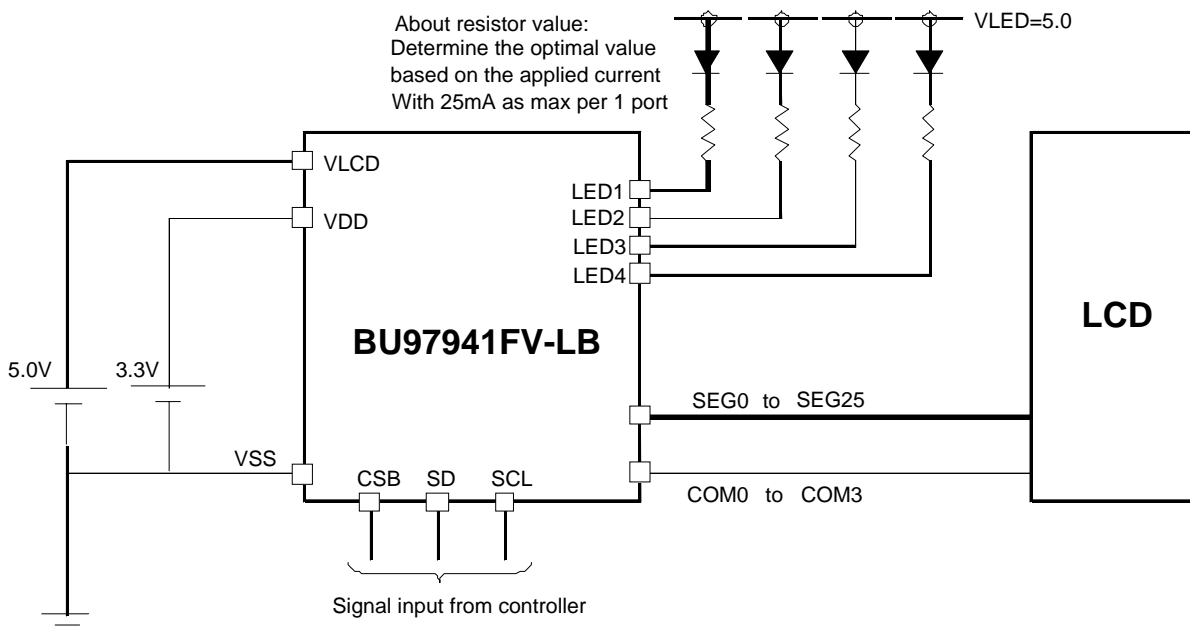 About resistor value:
Determine the optimal value
based on the applied current
With 25mA as max per 1 port
VLED=5.0
VLCD
VDD
LED1
LED2
LED3
LED4
BU97941FV-LB
LCD
5.0V
3.3V
SEG0 to SEG25
VSS
CSB
SD
SCL
COM0 to COM3
Signal input from controller